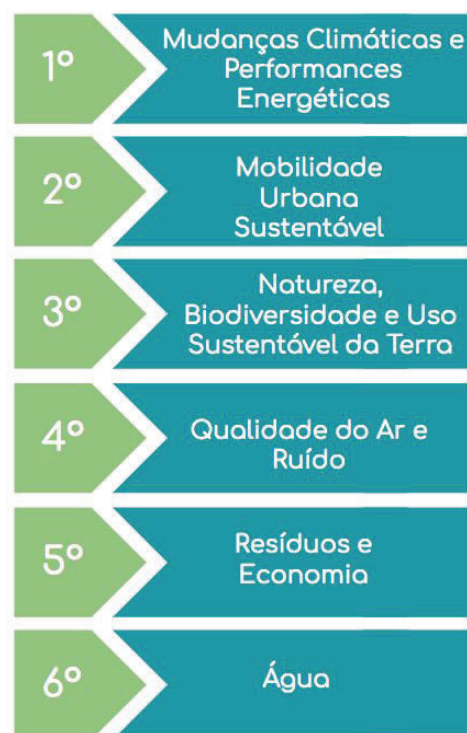 1º
Mudanças Climáticas e
Performances
Energéticas
2º
Mobilidade
Urbana
Sustentável
3º
Natureza,
Biodiversidade e Uso
Sustentável da Terra
4º
Qualidade do Ar e
Ruído
5º
Resíduos e
Economia
6º
Água